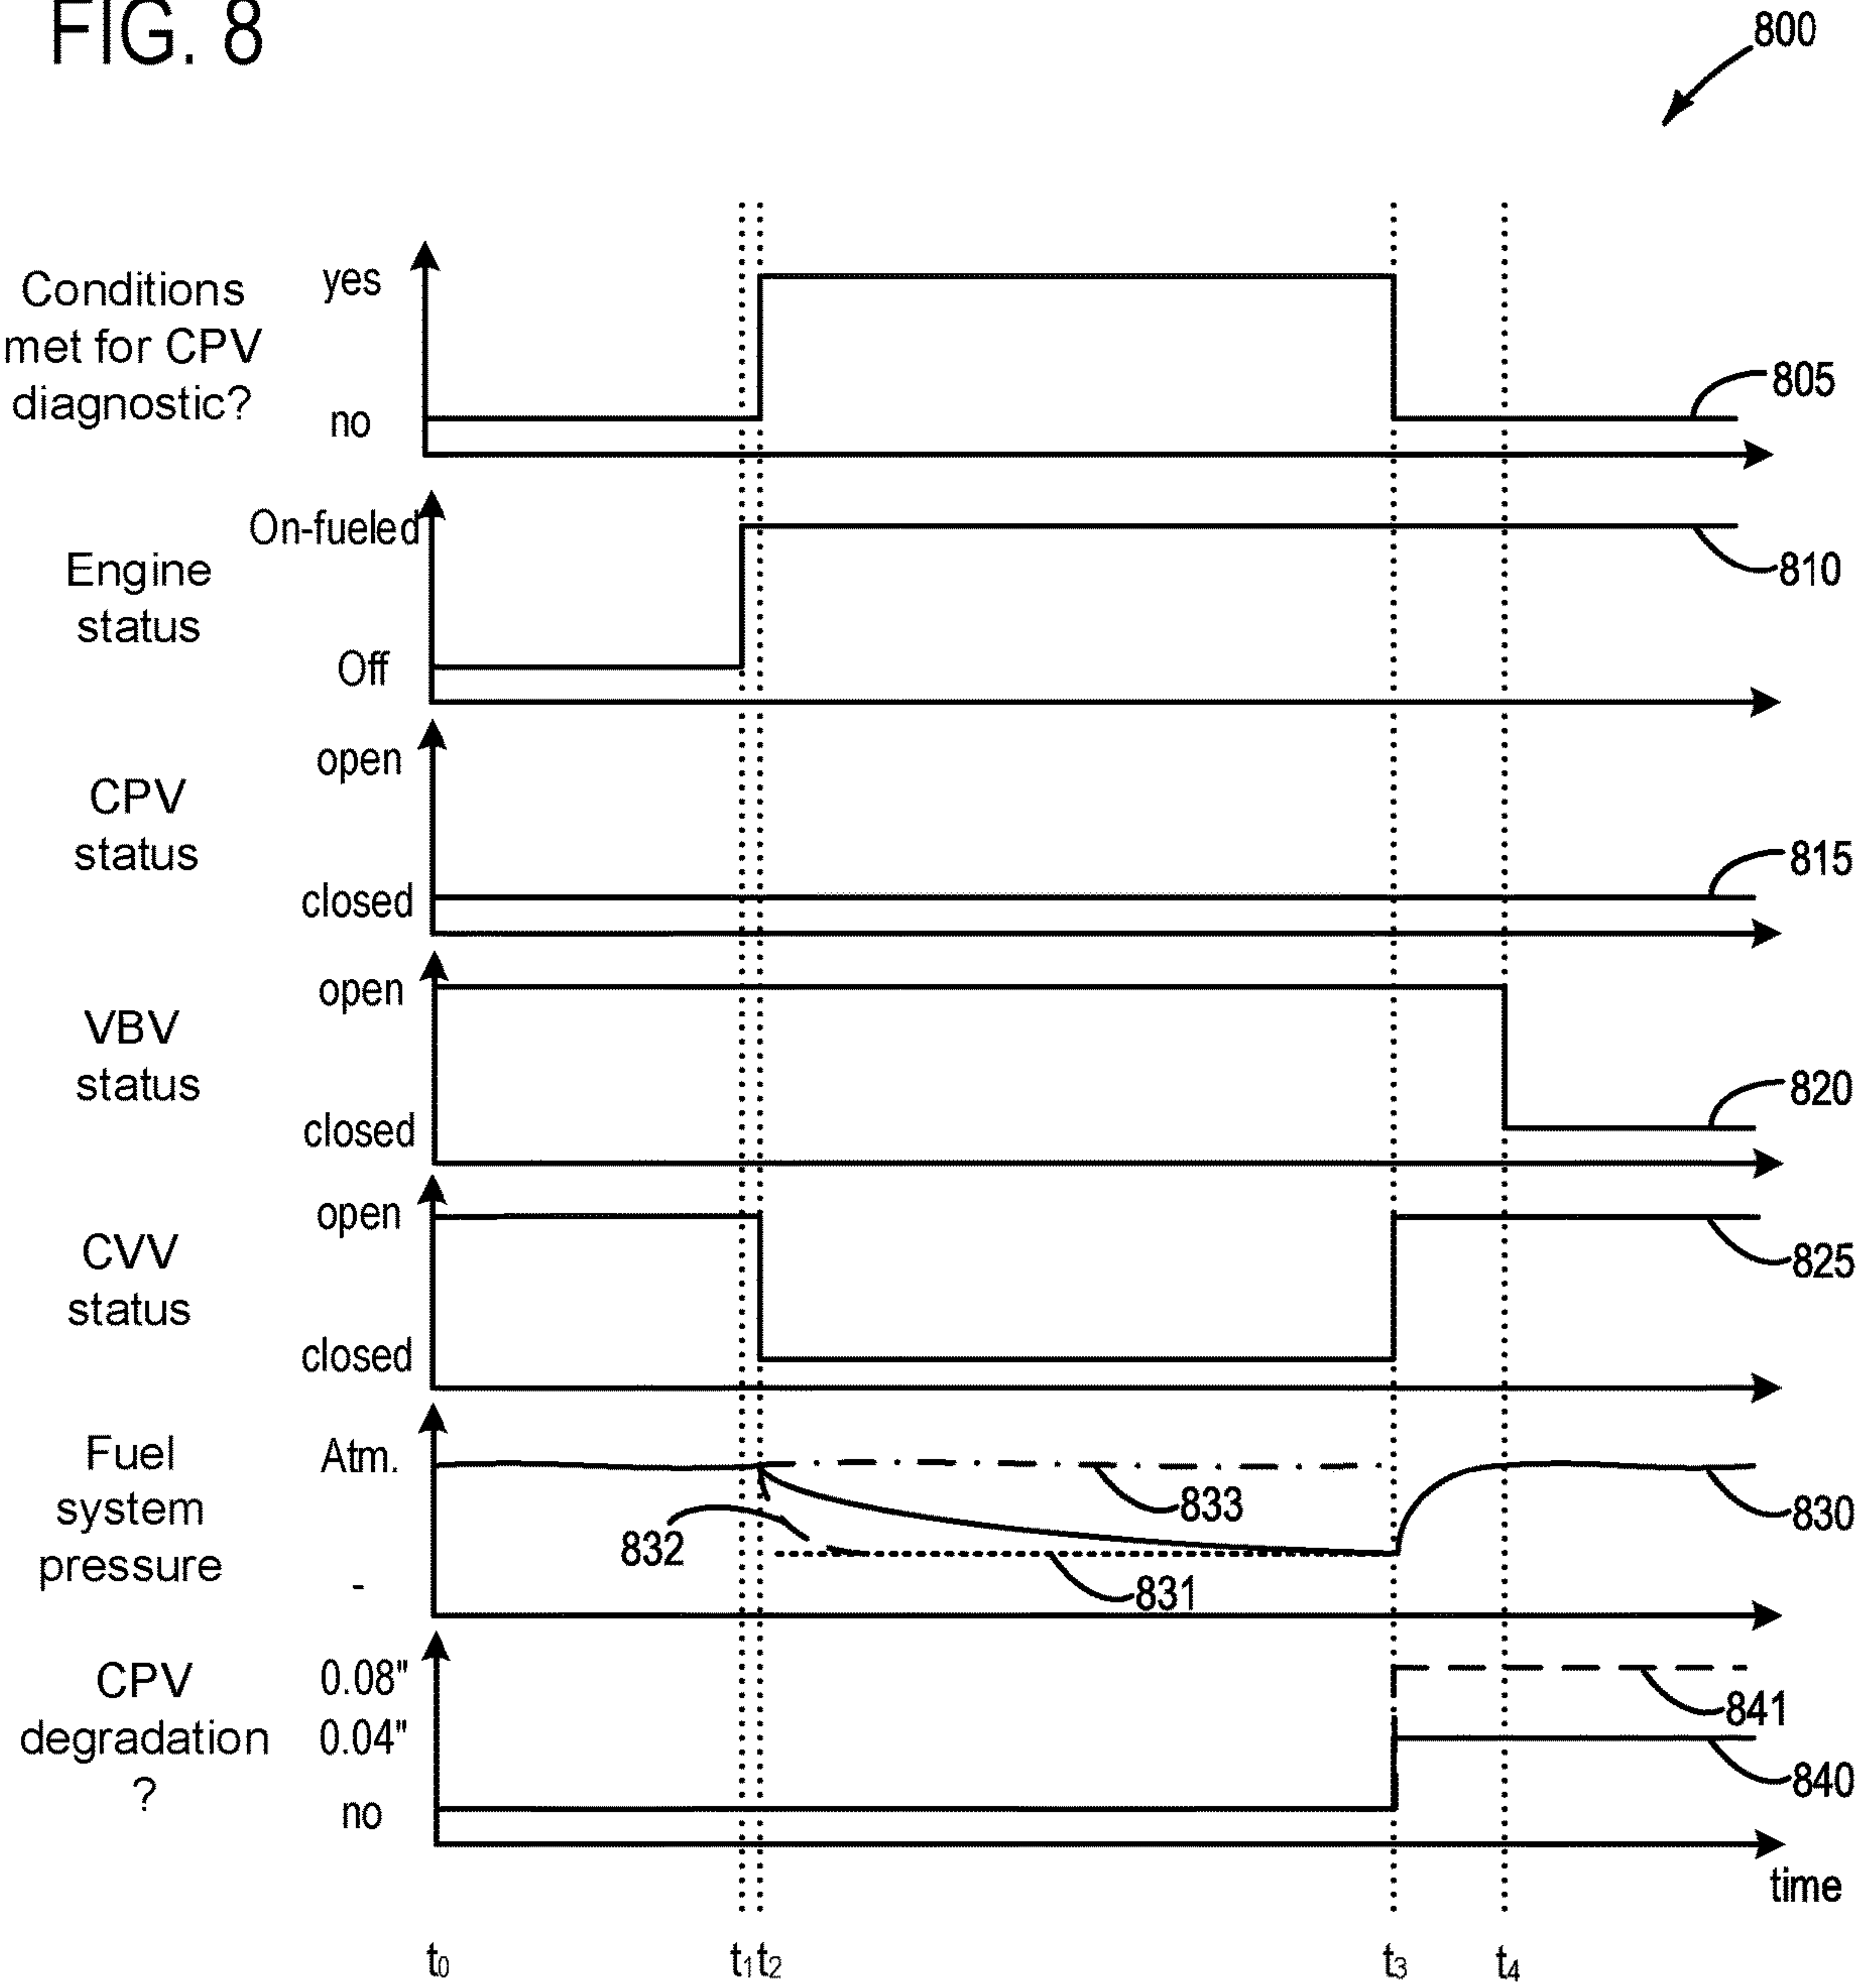 FIG. 8
800
Conditions
met for CPV
diagnostic?
yes
no
805
Engine
status
On-fueled
Off
810
CPV
status
open
closed
815
VBV
status
open
closed
820
CVV
status
open
closed
825
Fuel
system
pressure
Atm.
-
833
832
831
830
CPV
degradation
?
0.08"
0.04"
no
841
840
time
t0
t1
t2
t3
t4